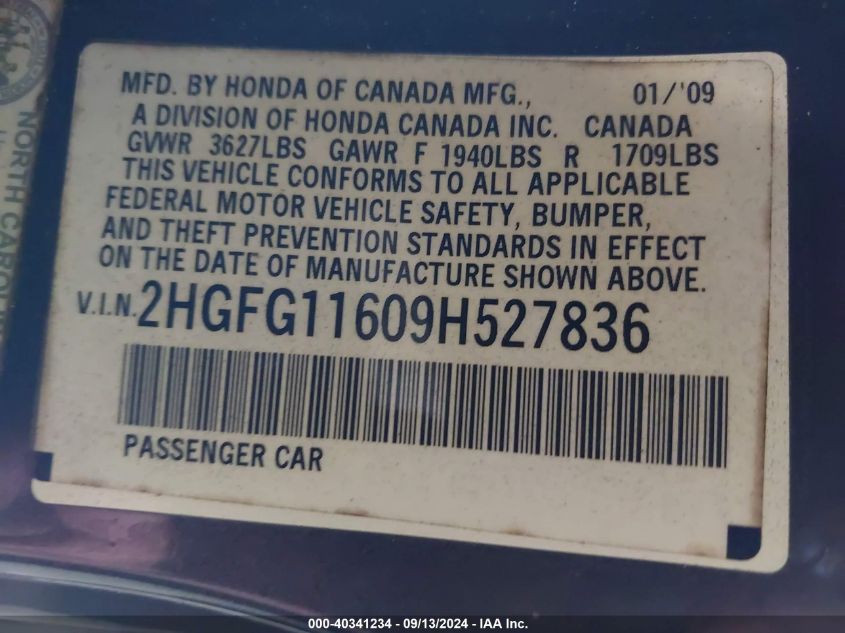 MFD. BY HONDA OF CANADA MFG., 01/'09
A DIVISION OF HONDA CANADA INC. CANADA
GVWR 3627LBS GAWR F 1940LBS R 1709LBS
THIS VEHICLE CONFORMS TO ALL APPLICABLE
FEDERAL MOTOR VEHICLE SAFETY, BUMPER,
AND THEFT PREVENTION STANDARDS IN EFFECT
ON THE DATE OF MANUFACTURE SHOWN ABOVE.
V.I.N. 2HGFG11609H527836
PASSENGER CAR
NORTH
000-40341234 - 09/13/2024 - IAA Inc.